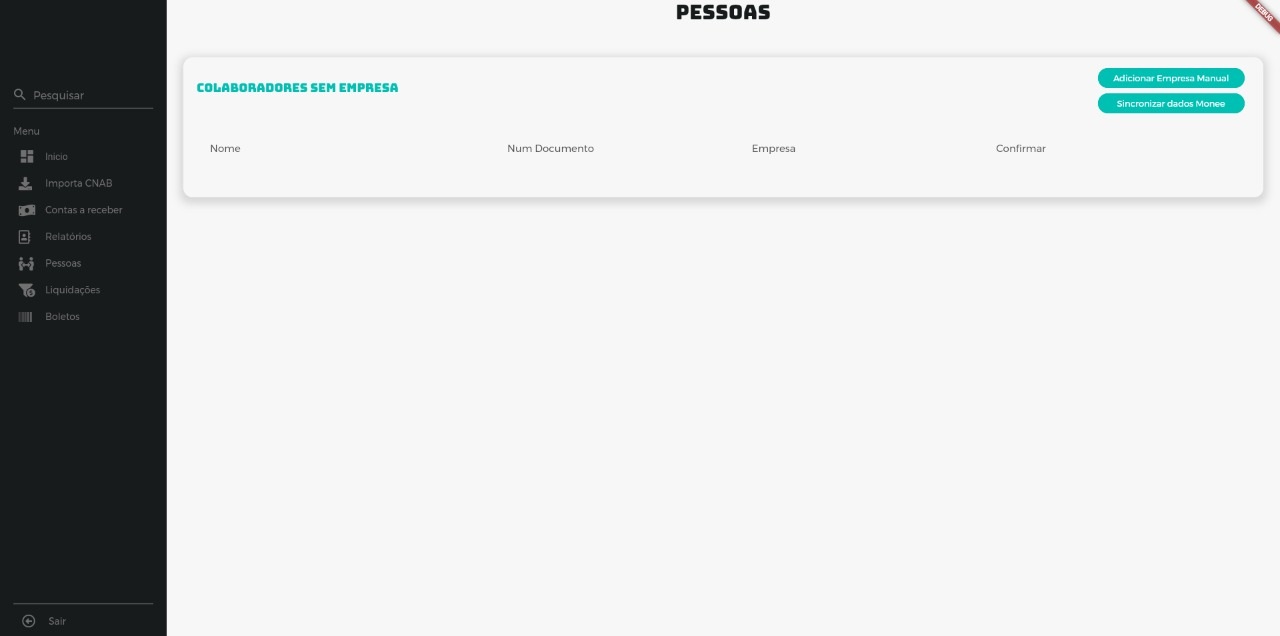 PESSOAS
DEBUG
Pesquisar
Menu
Inicio
Importa CNAB
Contas a receber
Relatórios
Pessoas
Liquidações
Boletos
Sair
COLABORADORES SEM EMPRESA
Adicionar Empresa Manual
Sincronizar dados Monee
Nome Num Documento Empresa Confirmar